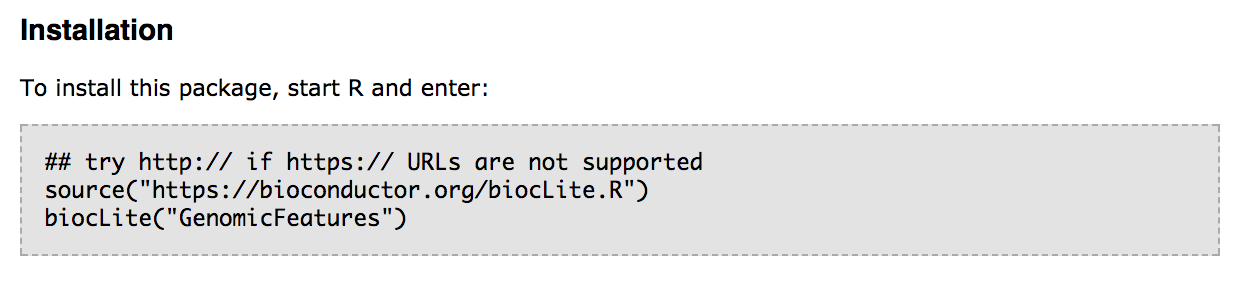 Installation
To install this package, start R and enter:
## try http:// if https:// URLs are not supported
source("https://bioconductor.org/biocLite.R")
biocLite("GenomicFeatures")